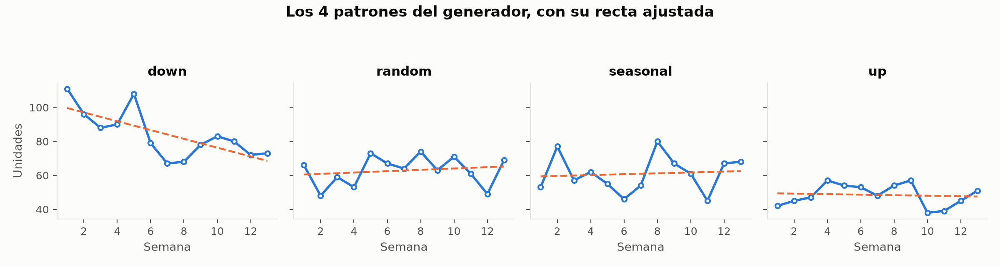 Los 4 patrones del generador, con su recta ajustada
down
random
seasonal
up
Unidades
100
80
60
40
2 4 6 8 10 12
2 4 6 8 10 12
2 4 6 8 10 12
2 4 6 8 10 12
Semana
Semana
Semana
Semana